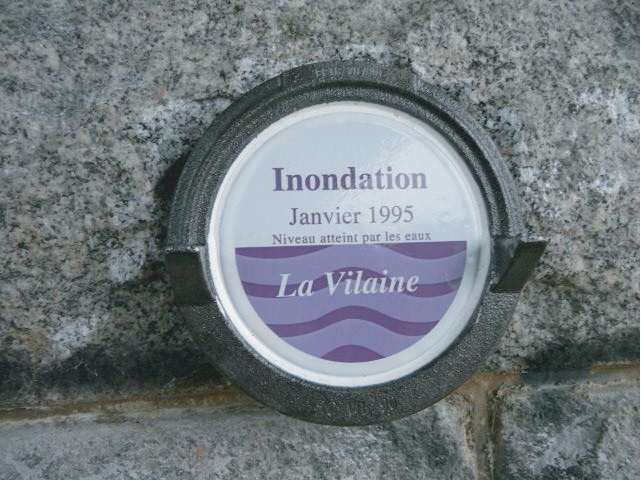 Inondation
Janvier 1995
Niveau atteint par les eaux
La Vilaine